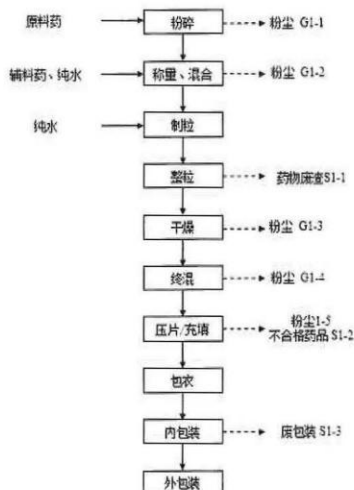 原料药 粉碎 粉尘 G1-1
辅料药、纯水 称量、混合 粉尘 G1-2
纯水 制粒
整粒 药物废渣S1-1
干燥 粉尘 G1-3
终混 粉尘 G1-4
压片/充填 粉尘1-5
不合格药品 S1-2
包衣
内包装 废包装 S1-3
外包装